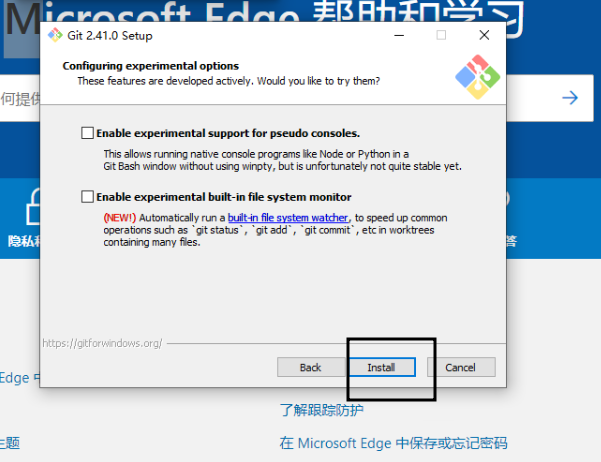 Microsoft Edge 帮助和学习
Git 2.41.0 Setup
Configuring experimental options
These features are developed actively. Would you like to try them?
何提供
Enable experimental support for pseudo consoles.
This allows running native console programs like Node or Python in a
Git Bash window without using winpty, but is unfortunately not quite stable yet.
Enable experimental built-in file system monitor
(NEW!) Automatically run a built-in file system watcher, to speed up common
operations such as `git status`, `git add`, `git commit`, etc in worktrees
containing many files.
隐私和
答
https://gitforwindows.org/
Back
Install
Cancel
Edge 中
了解跟踪防护
主题
在 Microsoft Edge 中保存或忘记密码